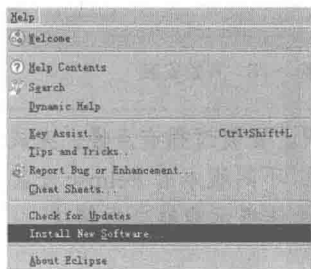 Help
Welcome
Help Contents
Search
Dynamic Help
Key Assist... Ctrl+Shift+L
Tips and Tricks...
Report Bug or Enhancement...
Cheat Sheets...
Check for Updates
Install New Software...
About Eclipse